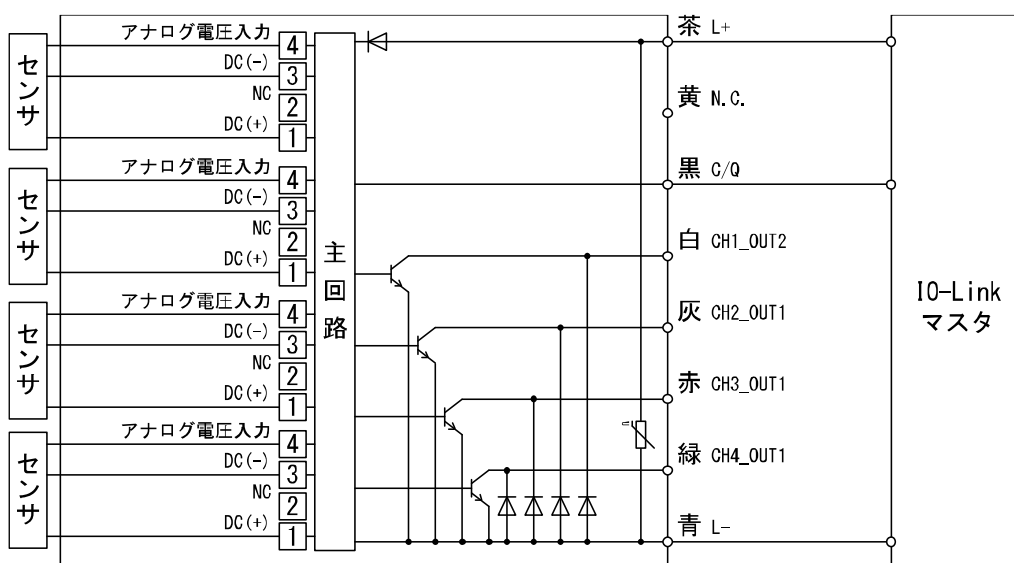 センサ
アナログ電圧入力 4
DC(-) 3
NC 2
DC(+) 1
センサ
アナログ電圧入力 4
DC(-) 3
NC 2
DC(+) 1
センサ
アナログ電圧入力 4
DC(-) 3
NC 2
DC(+) 1
センサ
アナログ電圧入力 4
DC(-) 3
NC 2
DC(+) 1
主回路
茶 L+
黄 N.C.
黒 C/Q
白 CH1_OUT2
灰 CH2_OUT1
赤 CH3_OUT1
緑 CH4_OUT1
青 L-
IO-Link
マスタ